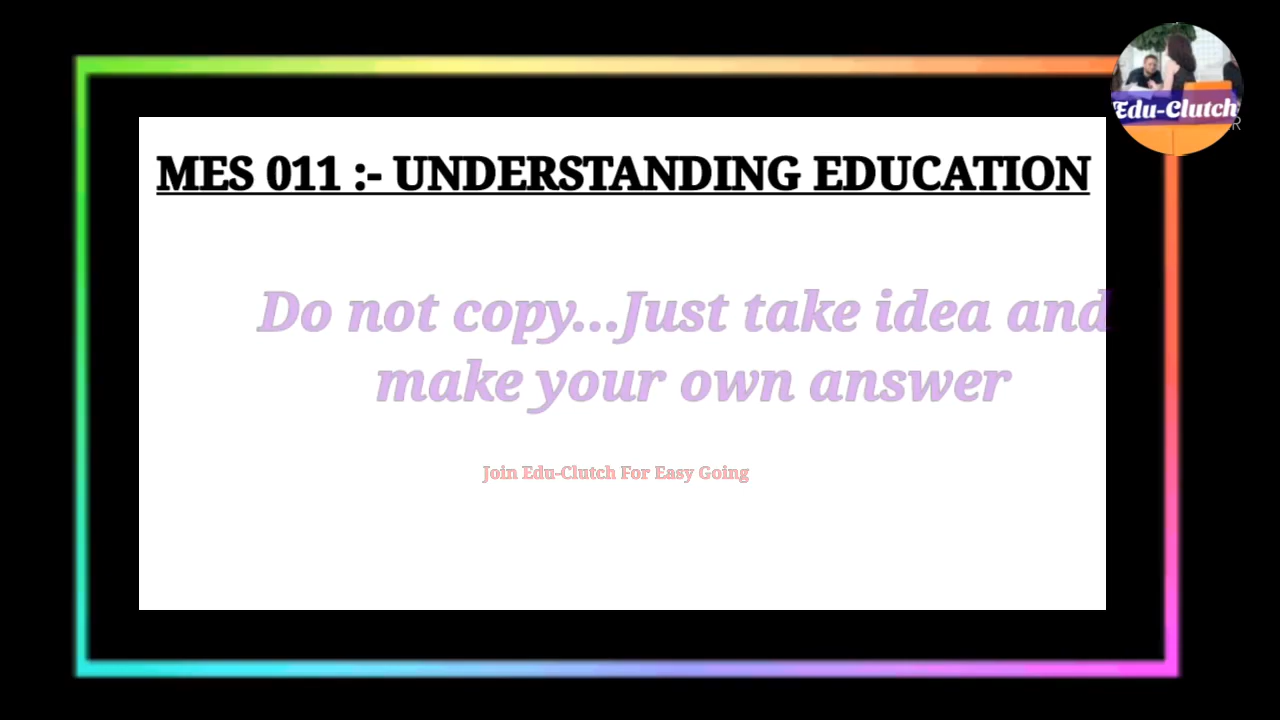 Edu-Clutch
MES 011 :- UNDERSTANDING EDUCATION
Do not copy...Just take idea and
make your own answer
Join Edu-Clutch For Easy Going